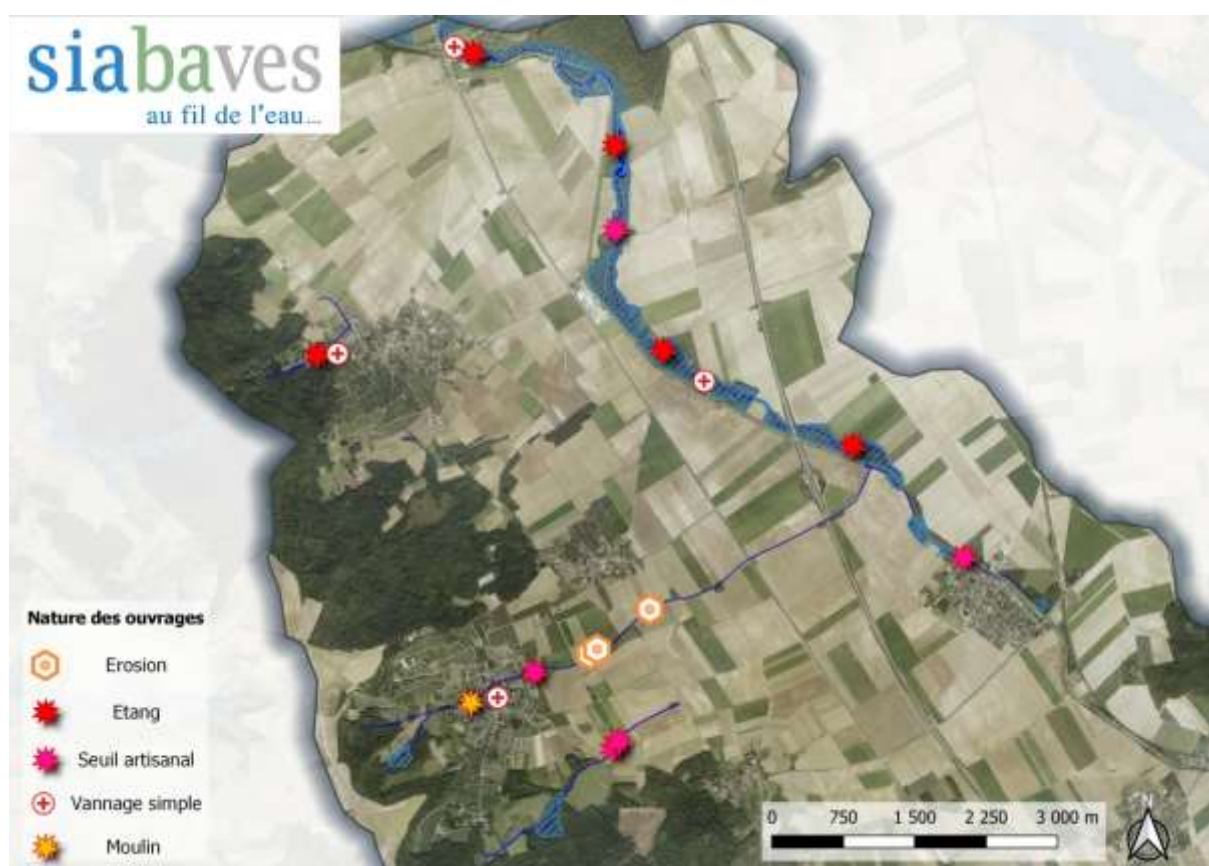 siabaves
au fil de l'eau...
Nature des ouvrages
Erosion
Etang
Seuil artisanal
Vannage simple
Moulin
0 750 1 500 2 250 3 000 m
N